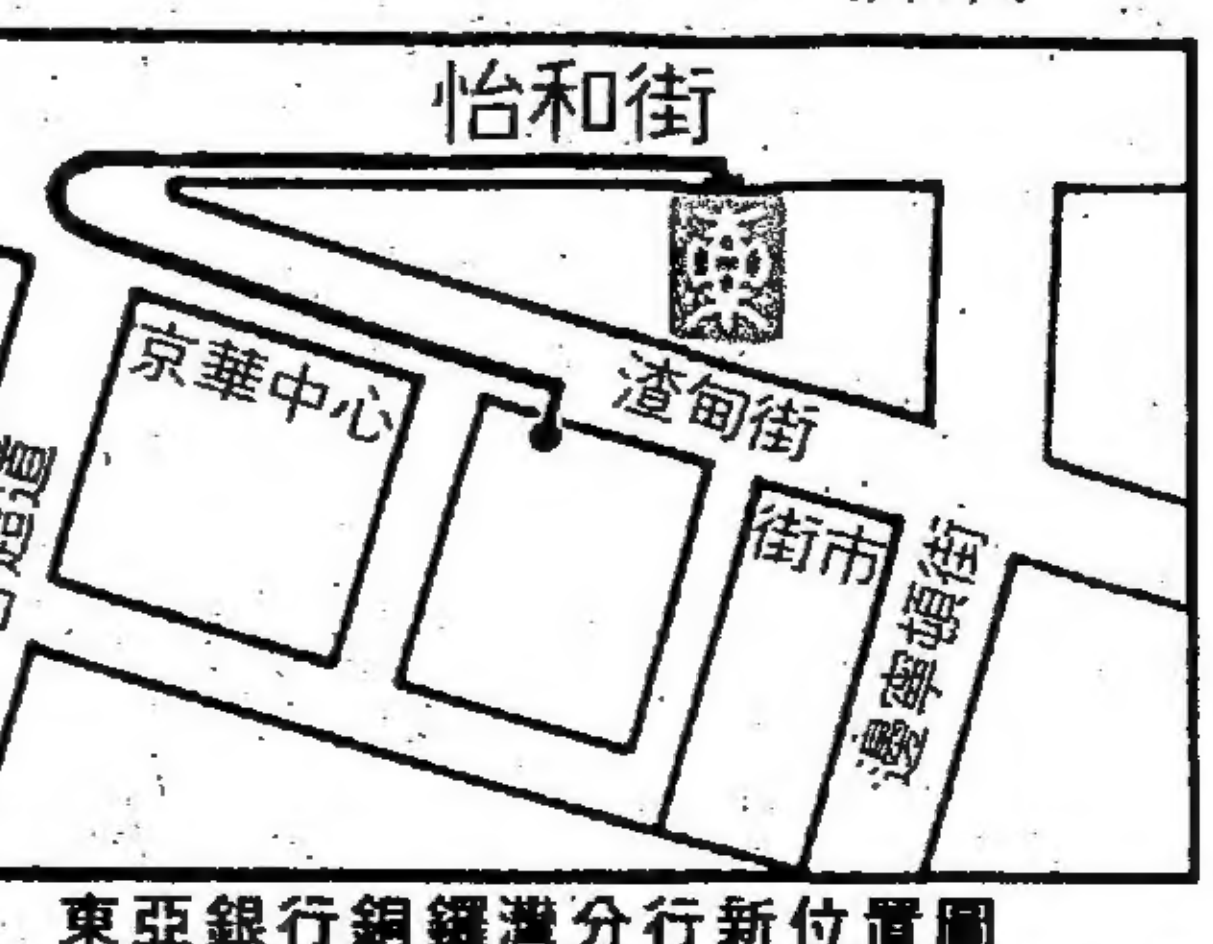 怡和街
京華中心
渣甸街
街市
邊寧頓街
東亞銀行銅鑼灣分行新位置圖